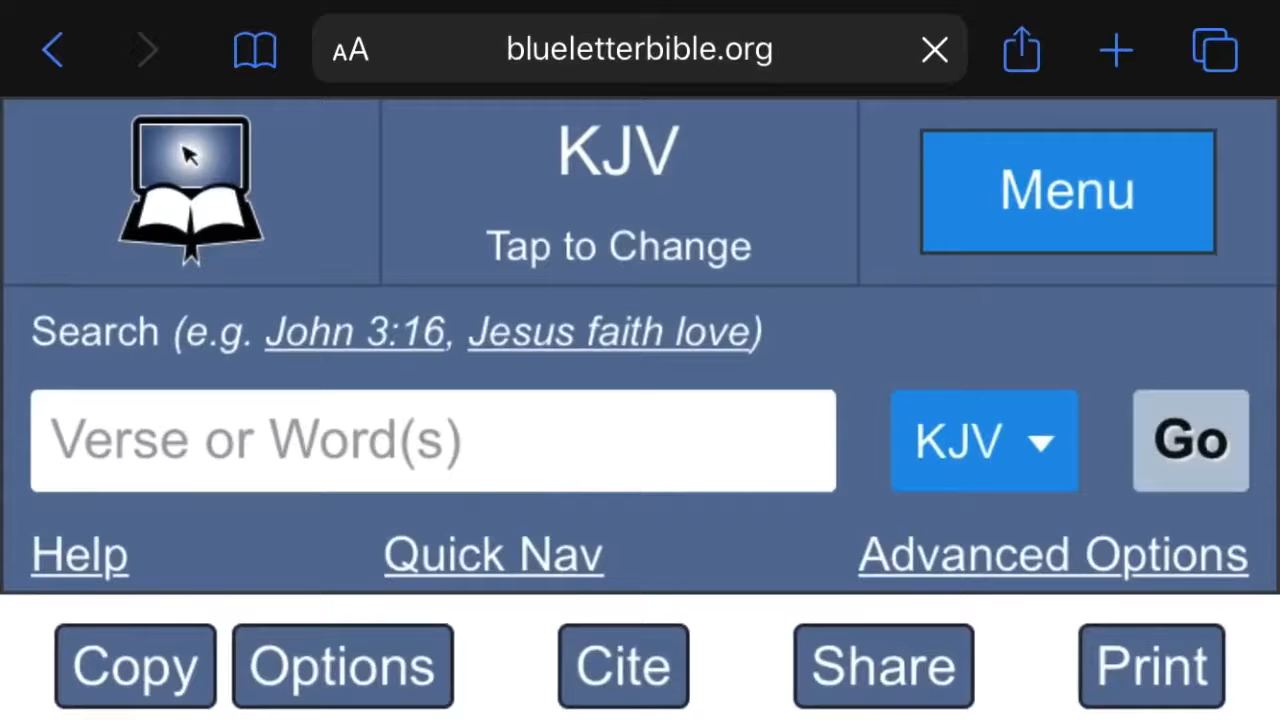 AA blueletterbible.org
KJV
Tap to Change
Menu
Search (e.g. John 3:16, Jesus faith love)
Verse or Word(s)
KJV
Go
Help Quick Nav Advanced Options
Copy Options Cite Share Print